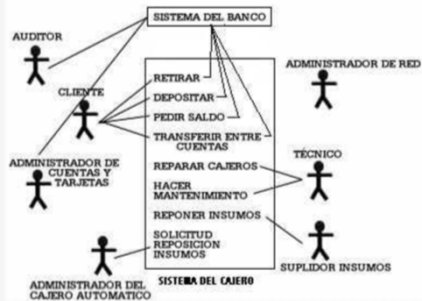 SISTEMA DEL BANCO
AUDITOR
RETIRAR
ADMINISTRADOR DE RED
CLIENTE
DEPOSITAR
PEDIR SALDO
TRANSFERIR ENTRE
CUENTAS
ADMINISTRADOR DE
CUENTAS Y
TARJETAS
REPARAR CAJEROS
TÉCNICO
HACER
MANTENIMIENTO
REPONER INSUMOS
SOLICITUD
REPOSICION
INSUMOS
SUPLIDOR INSUMOS
SISTEMA DEL CAJERO
ADMINISTRADOR DEL
CAJERO AUTOMATICO